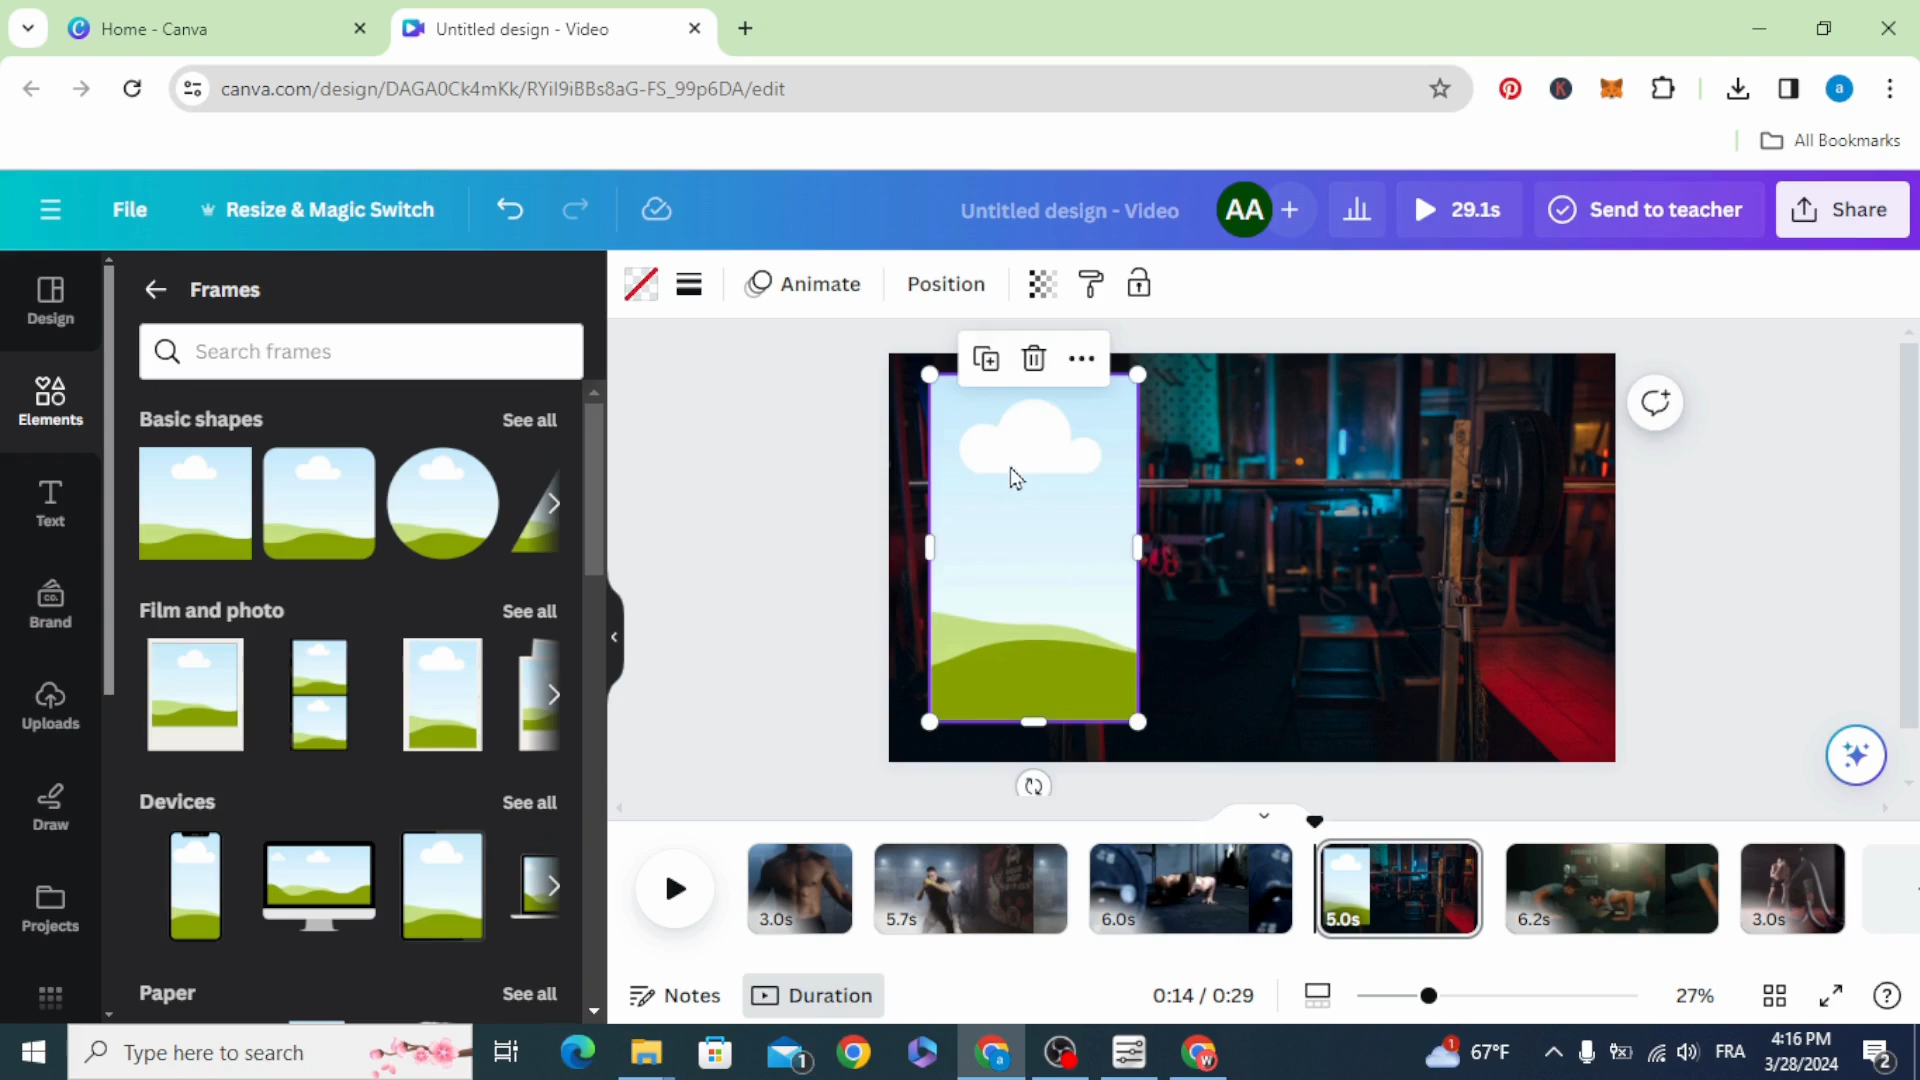 Home - Canva
Untitled design - Video
canva.com/design/DAGA0Ck4mKk/RYiI9iBBs8aG-FS_99p6DA/edit
K
a
All Bookmarks
File
Resize & Magic Switch
Untitled design - Video
AA
29.1s
Send to teacher
Share
Design
Elements
Text
Brand
Uploads
Draw
Projects
Frames
Search frames
Basic shapes
See all
Film and photo
See all
Devices
See all
Paper
See all
Animate
Position
3.0s
5.7s
6.0s
5.0s
6.2s
3.0s
Notes
Duration
0:14 / 0:29
27%
Type here to search
1
a
W
1
67°F
FRA
4:16 PM
3/28/2024
2